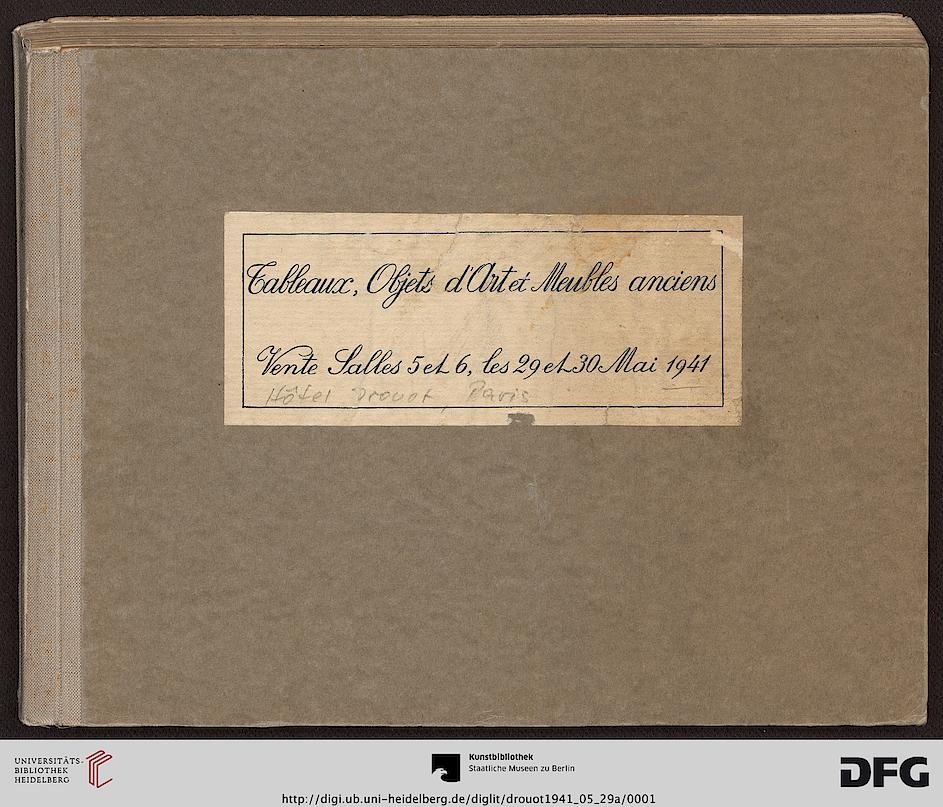 Tableaux, Objets d'Art et Meubles anciens
Vente Salles 5 et 6, les 29 et 30 Mai 1941
Hôtel Drouot, Paris
UNIVERSITÄTS-
BIBLIOTHEK
HEIDELBERG
Kunstbibliothek
Staatliche Museen zu Berlin
DFG
http://digi.ub.uni-heidelberg.de/diglit/drouot1941_05_29a/0001